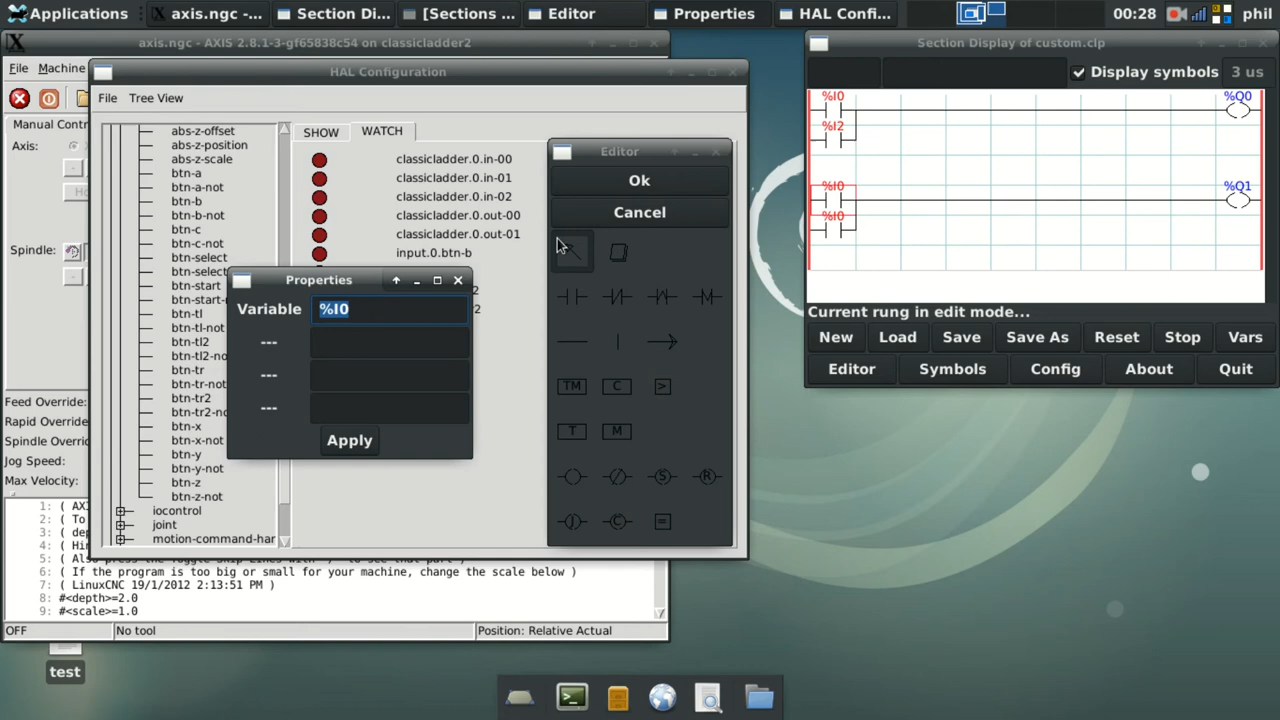 Applications
axis.ngc -...
Section Di...
[Sections ...
Editor
Properties
HAL Confi...
00:28
phil
axis.ngc - AXIS 2.8.1-3-gf65838c54 on classicladder2
File Machine
Manual Contr
Axis:
Spindle:
Feed Override:
Rapid Override
Spindle Overri
Jog Speed:
Max Velocity:
HAL Configuration
File Tree View
abs-z-offset
abs-z-position
abs-z-scale
btn-a
btn-a-not
btn-b
btn-b-not
btn-c
btn-c-not
btn-select
btn-select
btn-start
btn-start-
btn-tl
btn-tl-not
btn-tl2
btn-tl2-no
btn-tr
btn-tr-not
btn-tr2
btn-tr2-no
btn-x
btn-x-not
btn-y
btn-y-not
btn-z
btn-z-not
iocontrol
joint
motion-command-har
SHOW WATCH
classicladder.0.in-00
classicladder.0.in-01
classicladder.0.in-02
classicladder.0.out-00
classicladder.0.out-01
input.0.btn-b
2
2
Properties
Variable %I0
---
---
---
Apply
Editor
Ok
Cancel
TM C >
T M
S R
J C =
Section Display of custom.clp
Display symbols 3 us
%I0 %Q0
%I2
%I0 %Q1
%I0
Current rung in edit mode...
New Load Save Save As Reset Stop Vars
Editor Symbols Config About Quit
1: ( AX
2: ( To
3: ( dep
4: ( Hi
6: ( If the program is too big or small for your machine, change the scale below )
7: ( LinuxCNC 19/1/2012 2:13:51 PM )
8: #<depth>=2.0
9: #<scale>=1.0
OFF No tool Position: Relative Actual
test